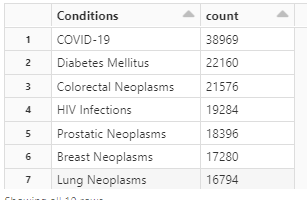 Conditions count
1 COVID-19 38969
2 Diabetes Mellitus 22160
3 Colorectal Neoplasms 21576
4 HIV Infections 19284
5 Prostatic Neoplasms 18396
6 Breast Neoplasms 17280
7 Lung Neoplasms 16794
Showing all 10 rows